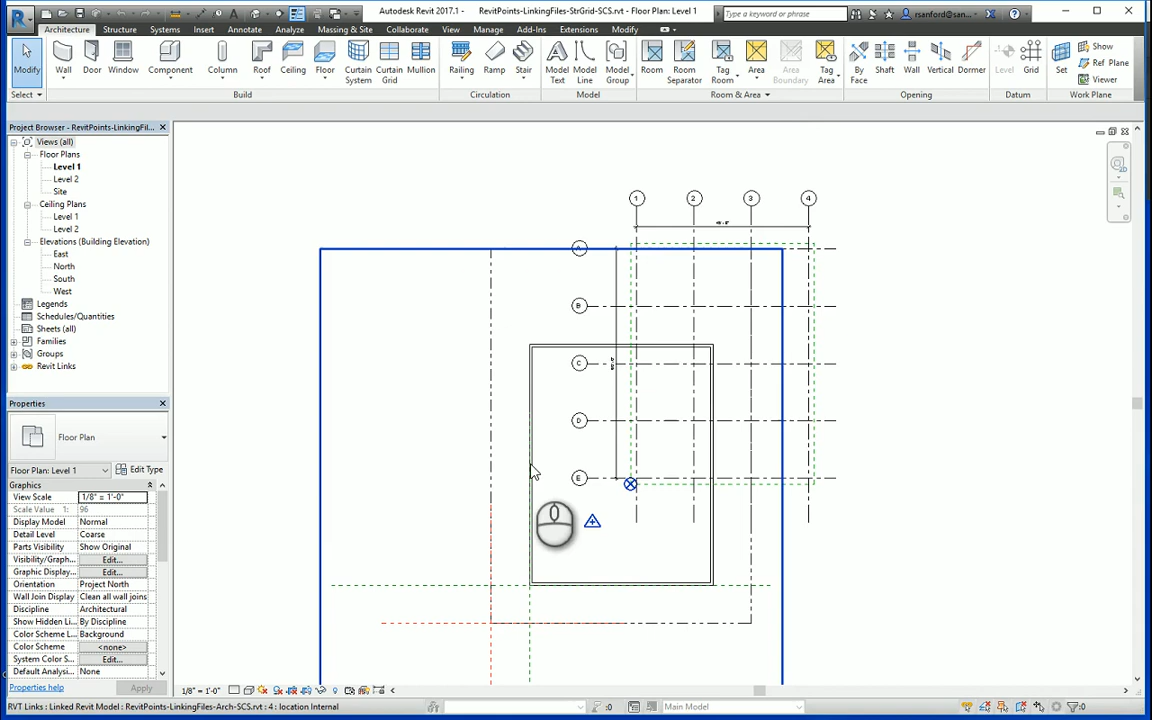 Autodesk Revit 2017.1 - RevitPoints-LinkingFiles-StrGrid-SCS.rvt - Floor Plan: Level 1
Type a keyword or phrase
rsanford@san...
Architecture Structure Systems Insert Annotate Analyze Massing & Site Collaborate View Manage Add-Ins Extensions Modify
Modify Wall Door Window Component Column Roof Ceiling Floor Curtain System Curtain Grid Mullion Railing Ramp Stair Model Text Model Line Model Group Room Room Separator Tag Room Area Area Boundary Tag Area By Face Shaft Wall Vertical Dormer Level Grid Set Show Ref Plane Viewer
Select Build Circulation Model Room & Area Opening Datum Work Plane
Project Browser - RevitPoints-LinkingFil...
Views (all)
Floor Plans
Level 1
Level 2
Site
Ceiling Plans
Level 1
Level 2
Elevations (Building Elevation)
East
North
South
West
Legends
Schedules/Quantities
Sheets (all)
Families
Groups
Revit Links
Properties
Floor Plan
Floor Plan: Level 1 Edit Type
Graphics
View Scale 1/8" = 1'-0"
Scale Value 1: 96
Display Model Normal
Detail Level Coarse
Parts Visibility Show Original
Visibility/Graph... Edit...
Graphic Display... Edit...
Orientation Project North
Wall Join Display Clean all wall joins
Discipline Architectural
Show Hidden Li... By Discipline
Color Scheme L... Background
Color Scheme <none>
System Color S... Edit...
Default Analysi... None
Properties help Apply
1 2 3 4
A
B
C
D
E
1/8" = 1'-0"
RVT Links : Linked Revit Model : RevitPoints-LinkingFiles-Arch-SCS.rvt : 4 : location Internal
:0 Main Model :0